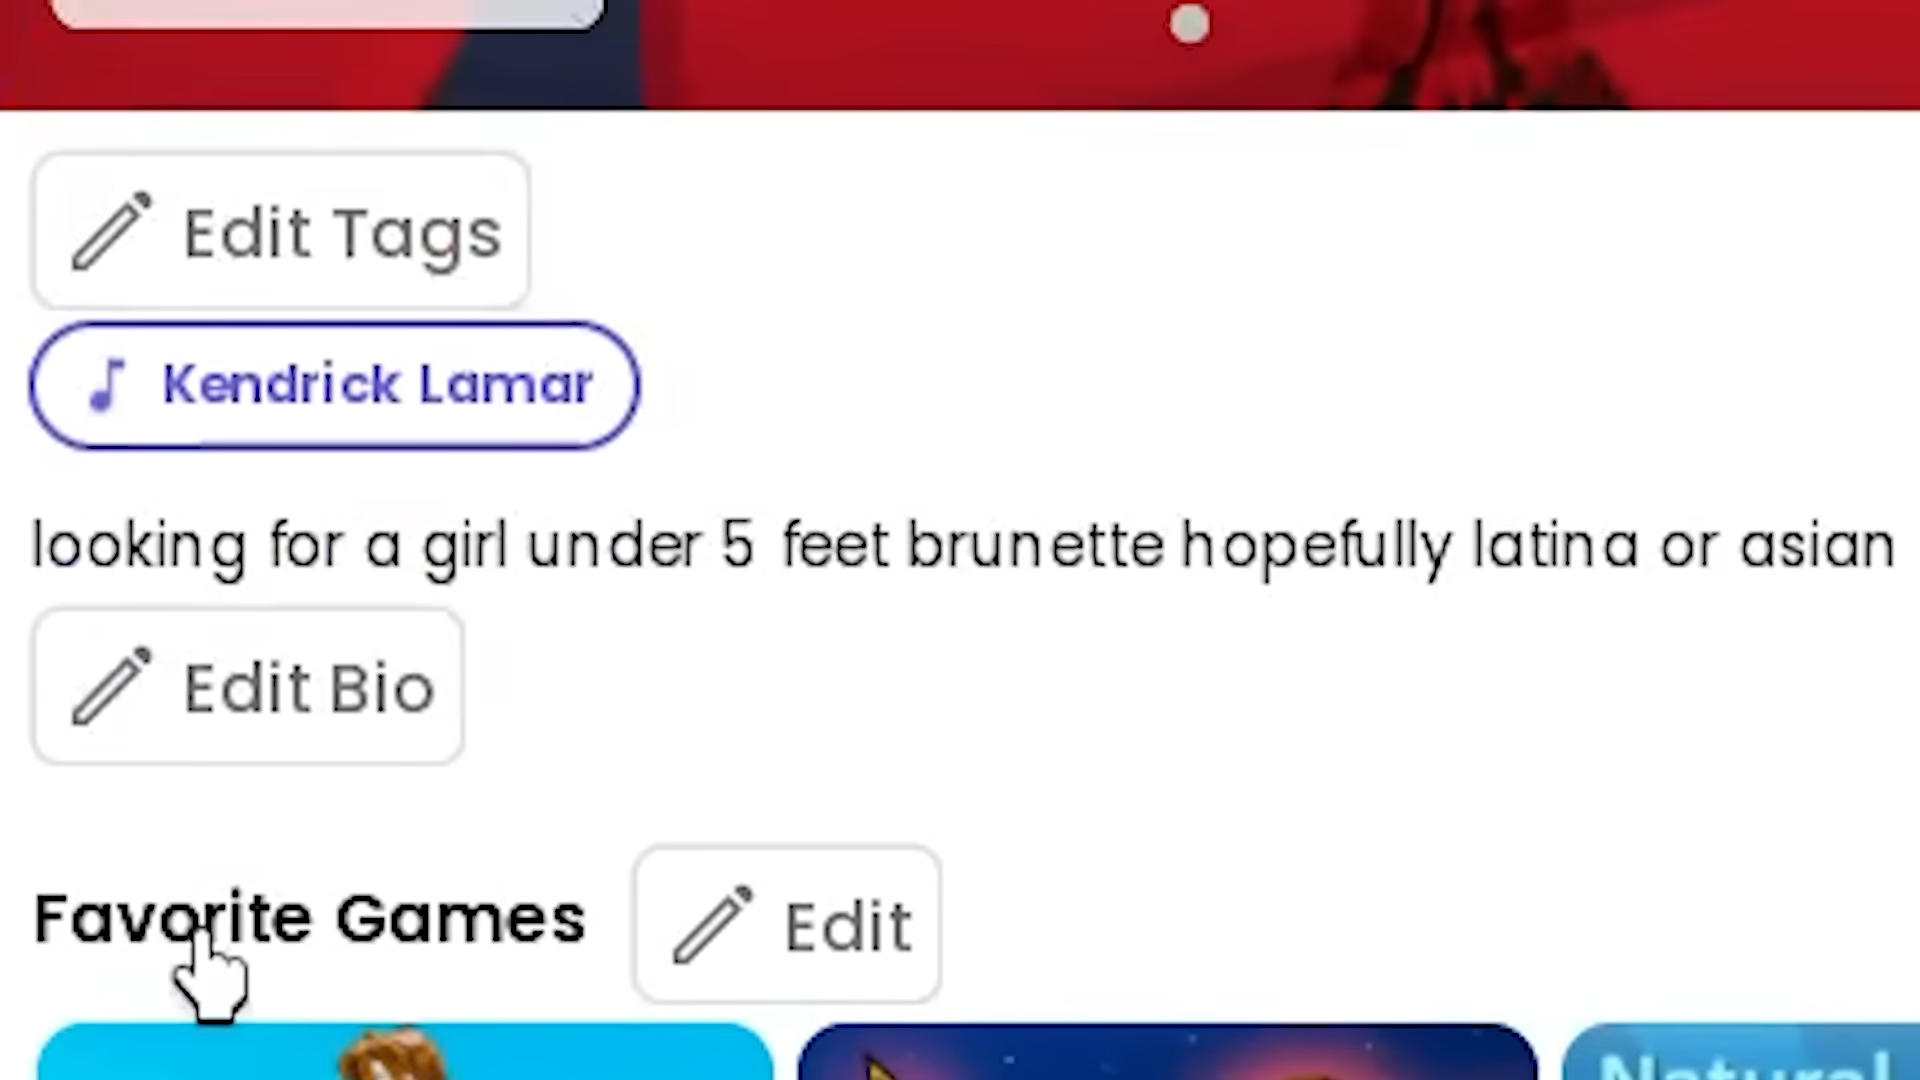 Edit Tags
Kendrick Lamar
looking for a girl under 5 feet brunette hopefully latina or asian
Edit Bio
Favorite Games
Edit
Natural